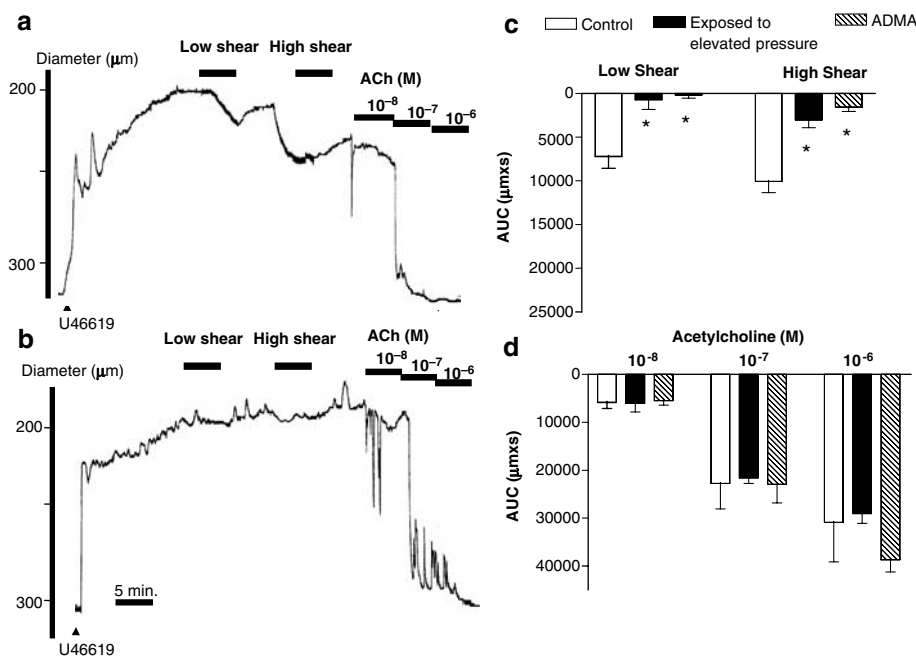 a
Diameter (μm)
Low shear
High shear
ACh (M)
10⁻⁸
10⁻⁷
10⁻⁶
200
300
U46619
b
Diameter (μm)
Low shear
High shear
ACh (M)
10⁻⁸
10⁻⁷
10⁻⁶
200
300
5 min.
U46619
c
Control
Exposed to
elevated pressure
ADMA
Low Shear
High Shear
AUC (μmxs)
0
5000
10000
15000
20000
25000
*
*
*
*
d
Acetylcholine (M)
10⁻⁸
10⁻⁷
10⁻⁶
AUC (μmxs)
0
10000
20000
30000
40000